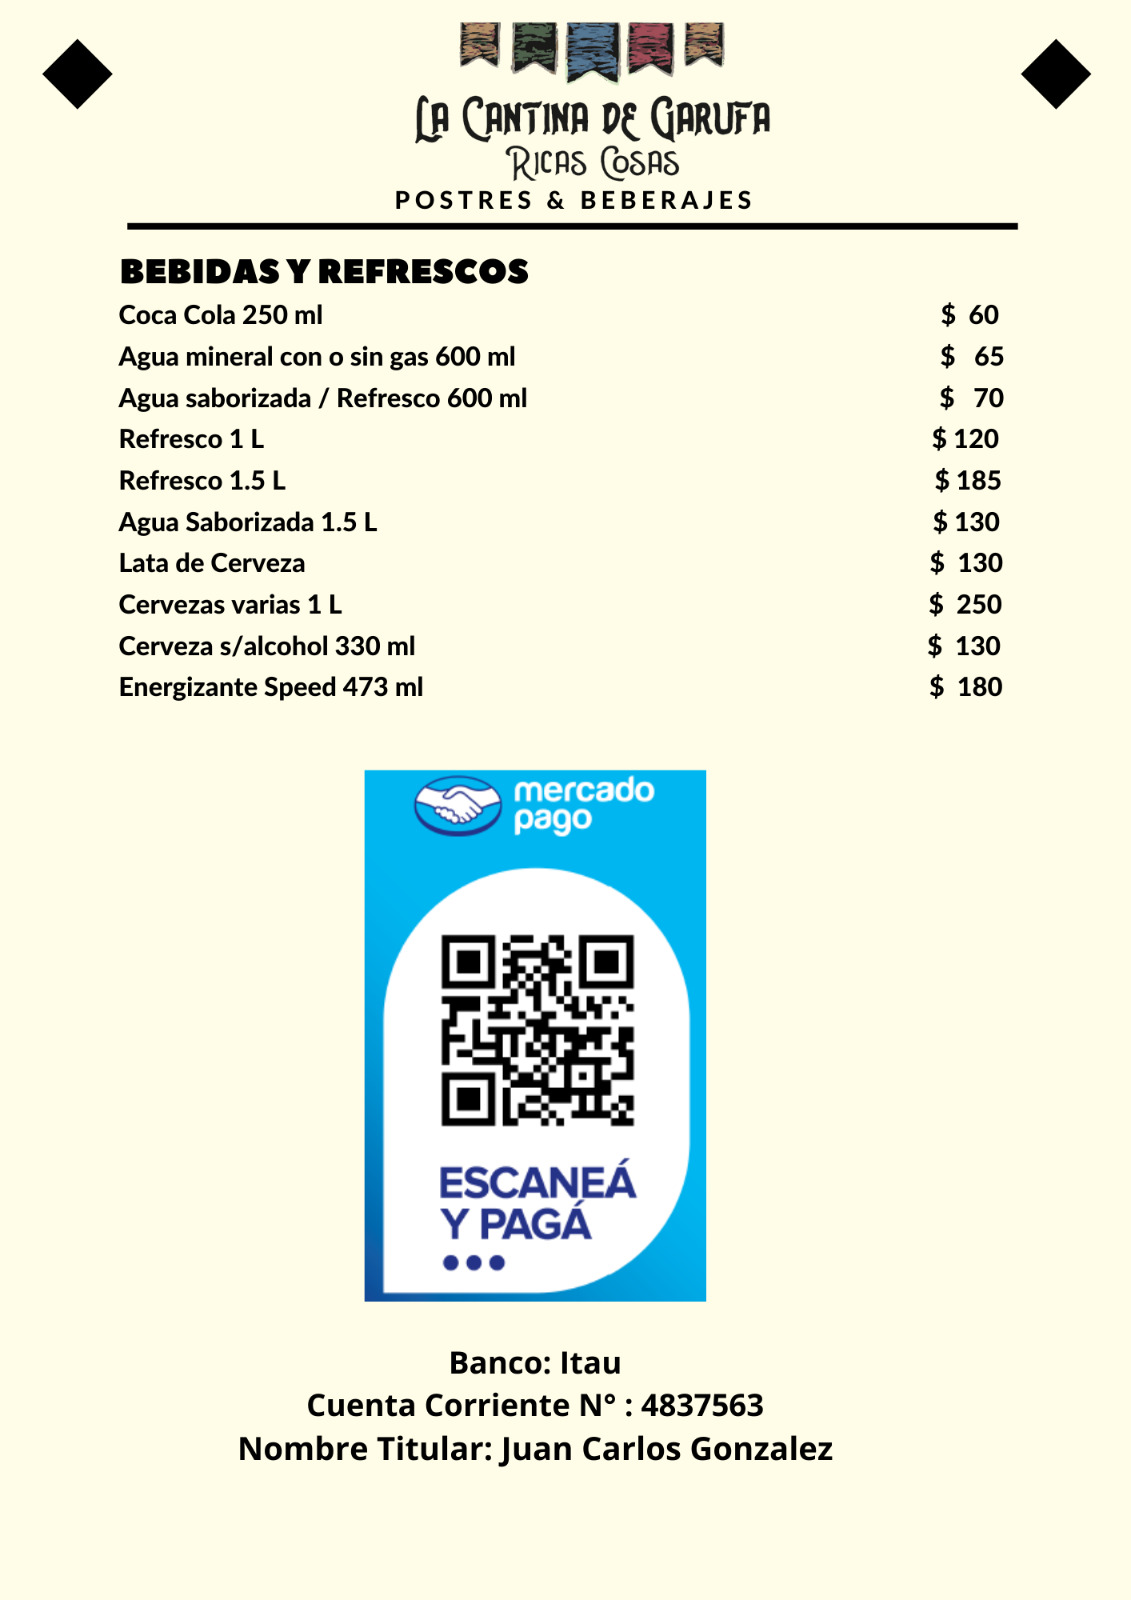 La Cantina de Garufa
Ricas Cosas
POSTRES & BEBERAJES
BEBIDAS Y REFRESCOS
Coca Cola 250 ml $ 60
Agua mineral con o sin gas 600 ml $ 65
Agua saborizada / Refresco 600 ml $ 70
Refresco 1 L $ 120
Refresco 1.5 L $ 185
Agua Saborizada 1.5 L $ 130
Lata de Cerveza $ 130
Cervezas varias 1 L $ 250
Cerveza s/alcohol 330 ml $ 130
Energizante Speed 473 ml $ 180
mercado
pago
ESCANEÁ
Y PAGÁ
Banco: Itau
Cuenta Corriente N° : 4837563
Nombre Titular: Juan Carlos Gonzalez